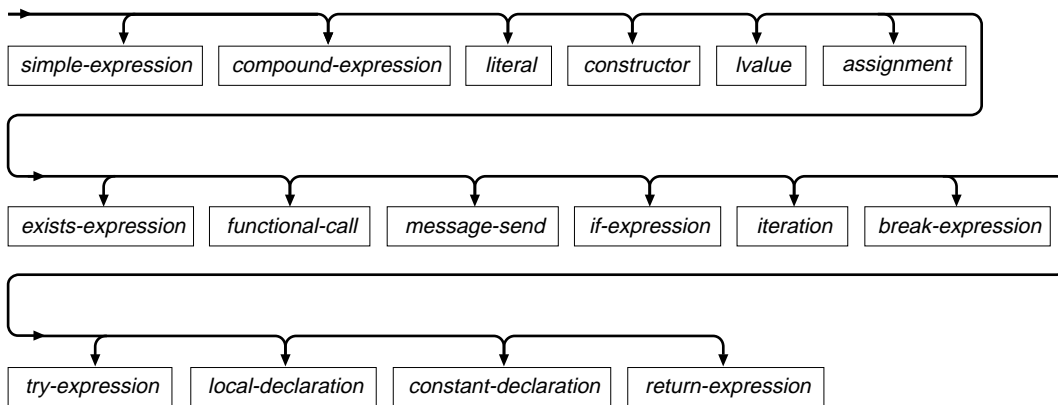 simple-expression compound-expression literal constructor lvalue assignment
exists-expression functional-call message-send if-expression iteration break-expression
try-expression local-declaration constant-declaration return-expression